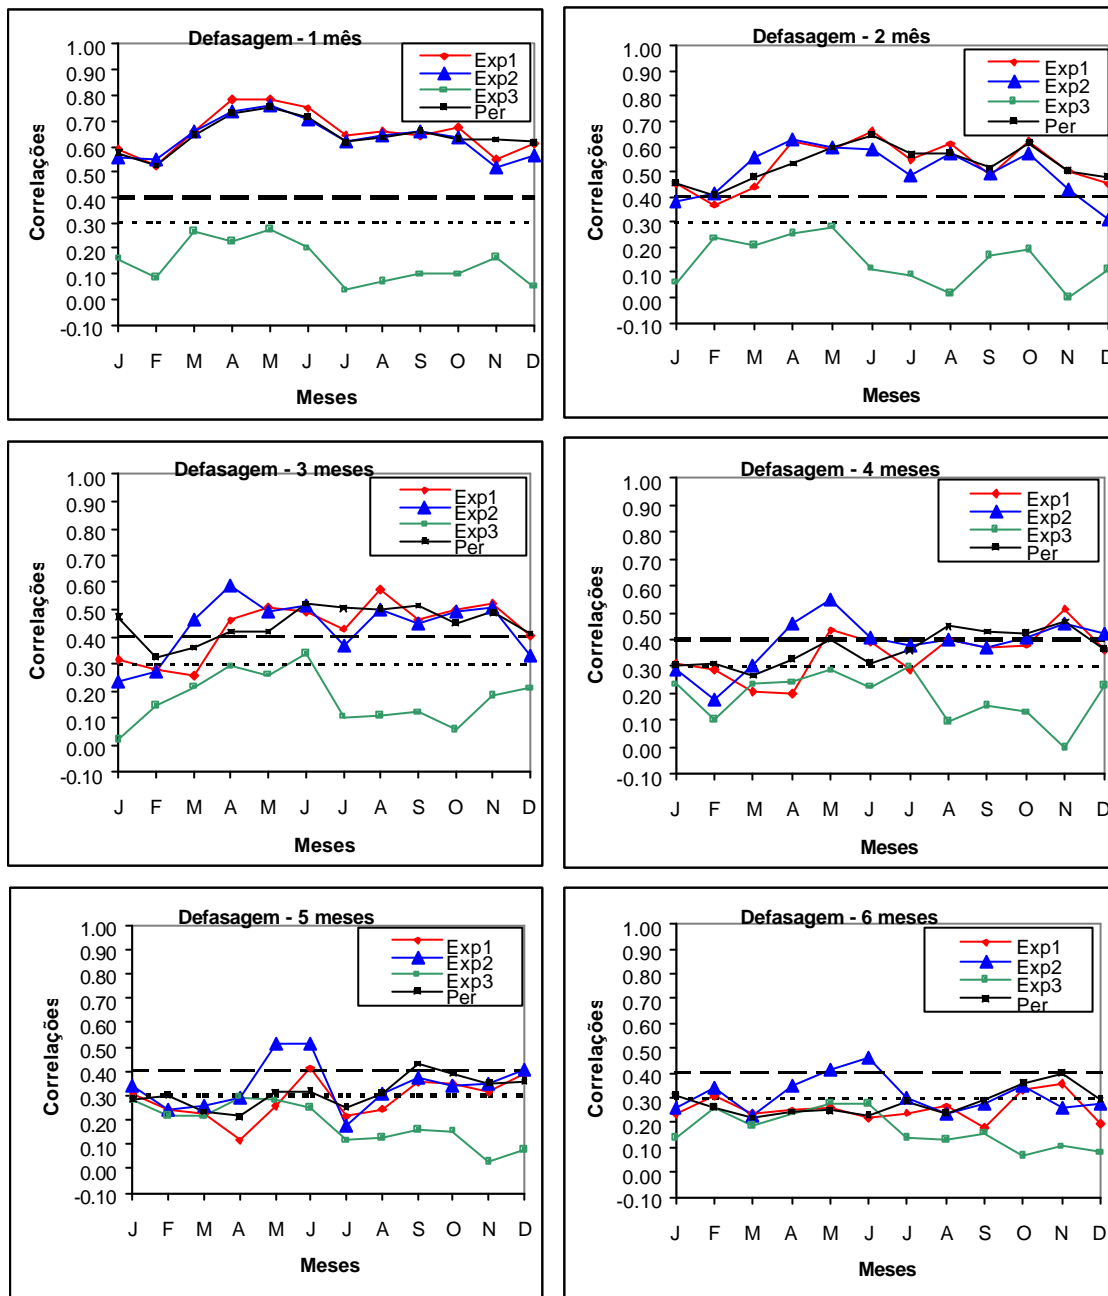 Defasagem - 1 mês
Correlações
1.00
0.90
0.80
0.70
0.60
0.50
0.40
0.30
0.20
0.10
0.00
-0.10
Exp1
Exp2
Exp3
Per
J F M A M J J A S O N D
Meses
Defasagem - 2 mês
Correlações
1.00
0.90
0.80
0.70
0.60
0.50
0.40
0.30
0.20
0.10
0.00
-0.10
Exp1
Exp2
Exp3
Per
J F M A M J J A S O N D
Meses
Defasagem - 3 meses
Correlações
1.00
0.90
0.80
0.70
0.60
0.50
0.40
0.30
0.20
0.10
0.00
-0.10
Exp1
Exp2
Exp3
Per
J F M A M J J A S O N D
Meses
Defasagem - 4 meses
Correlações
1.00
0.90
0.80
0.70
0.60
0.50
0.40
0.30
0.20
0.10
0.00
-0.10
Exp1
Exp2
Exp3
Per
J F M A M J J A S O N D
Meses
Defasagem - 5 meses
Correlações
1.00
0.90
0.80
0.70
0.60
0.50
0.40
0.30
0.20
0.10
0.00
-0.10
Exp1
Exp2
Exp3
Per
J F M A M J J A S O N D
Meses
Defasagem - 6 meses
Correlações
1.00
0.90
0.80
0.70
0.60
0.50
0.40
0.30
0.20
0.10
0.00
-0.10
Exp1
Exp2
Exp3
Per
J F M A M J J A S O N D
Meses